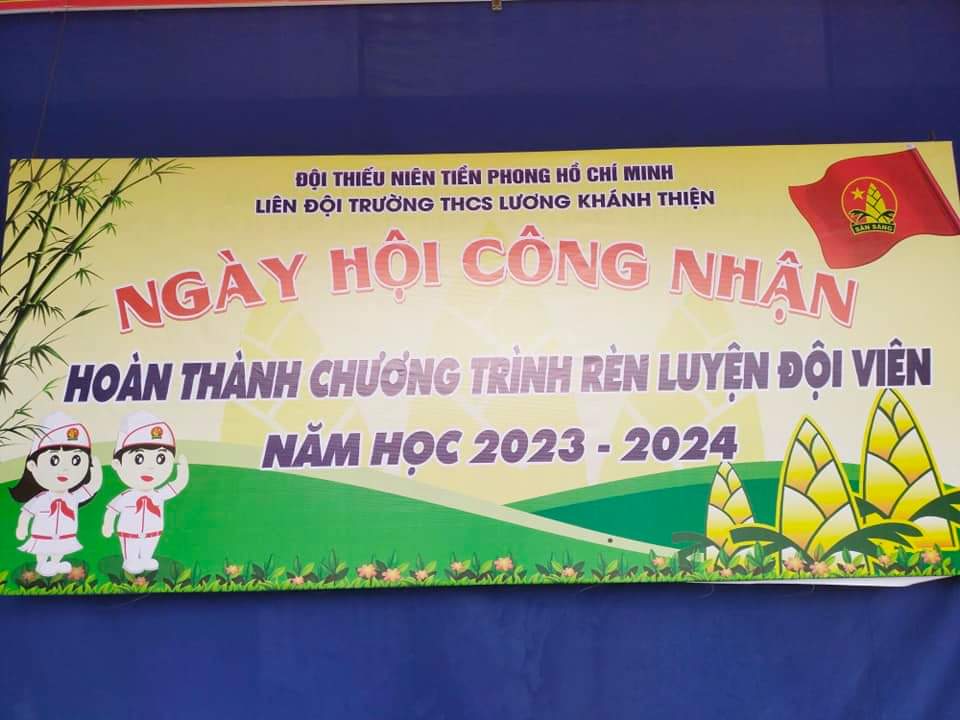 ĐỘI THIẾU NIÊN TIỀN PHONG HỒ CHÍ MINH
LIÊN ĐỘI TRƯỜNG THCS LƯƠNG KHÁNH THIỆN
SẴN SÀNG
NGÀY HỘI CÔNG NHẬN
HOÀN THÀNH CHƯƠNG TRÌNH RÈN LUYỆN ĐỘI VIÊN
NĂM HỌC 2023 - 2024